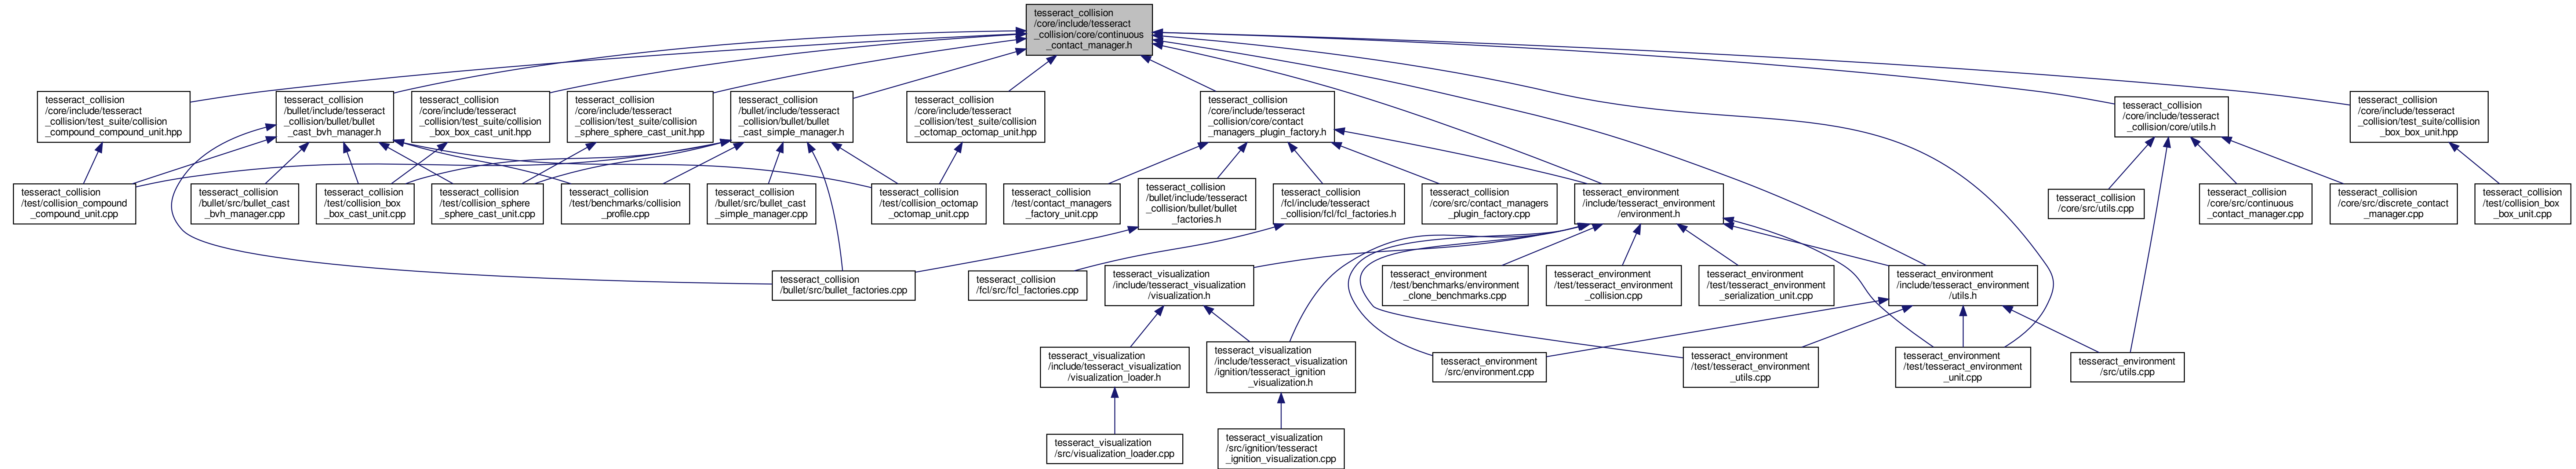 tesseract_collision
/core/include/tesseract
_collision/core/continuous
_contact_manager.h
tesseract_collision
/core/include/tesseract
_collision/test_suite/collision
_compound_compound_unit.hpp
tesseract_collision
/bullet/include/tesseract
_collision/bullet/bullet
_cast_bvh_manager.h
tesseract_collision
/core/include/tesseract
_collision/test_suite/collision
_box_box_cast_unit.hpp
tesseract_collision
/core/include/tesseract
_collision/test_suite/collision
_sphere_sphere_cast_unit.hpp
tesseract_collision
/bullet/include/tesseract
_collision/bullet/bullet
_cast_simple_manager.h
tesseract_collision
/core/include/tesseract
_collision/test_suite/collision
_octomap_octomap_unit.hpp
tesseract_collision
/core/include/tesseract
_collision/core/contact
_managers_plugin_factory.h
tesseract_collision
/core/include/tesseract
_collision/core/utils.h
tesseract_collision
/core/include/tesseract
_collision/test_suite/collision
_box_box_unit.hpp
tesseract_collision
/test/collision_compound
_compound_unit.cpp
tesseract_collision
/bullet/src/bullet_cast
_bvh_manager.cpp
tesseract_collision
/test/collision_box
_box_cast_unit.cpp
tesseract_collision
/test/collision_sphere
_sphere_cast_unit.cpp
tesseract_collision
/test/benchmarks/collision
_profile.cpp
tesseract_collision
/bullet/src/bullet_cast
_simple_manager.cpp
tesseract_collision
/test/collision_octomap
_octomap_unit.cpp
tesseract_collision
/test/contact_managers
_factory_unit.cpp
tesseract_collision
/bullet/include/tesseract
_collision/bullet/bullet
_factories.h
tesseract_collision
/fcl/include/tesseract
_collision/fcl/fcl_factories.h
tesseract_collision
/core/src/contact_managers
_plugin_factory.cpp
tesseract_environment
/include/tesseract_environment
/environment.h
tesseract_collision
/core/src/utils.cpp
tesseract_collision
/core/src/continuous
_contact_manager.cpp
tesseract_collision
/core/src/discrete_contact
_manager.cpp
tesseract_collision
/test/collision_box
_box_unit.cpp
tesseract_collision
/bullet/src/bullet_factories.cpp
tesseract_collision
/fcl/src/fcl_factories.cpp
tesseract_visualization
/include/tesseract_visualization
/visualization.h
tesseract_environment
/test/benchmarks/environment
_clone_benchmarks.cpp
tesseract_environment
/test/tesseract_environment
_collision.cpp
tesseract_environment
/test/tesseract_environment
_serialization_unit.cpp
tesseract_environment
/include/tesseract_environment
/utils.h
tesseract_visualization
/include/tesseract_visualization
/visualization_loader.h
tesseract_visualization
/include/tesseract_visualization
/ignition/tesseract_ignition
_visualization.h
tesseract_environment
/src/environment.cpp
tesseract_environment
/test/tesseract_environment
_utils.cpp
tesseract_environment
/test/tesseract_environment
_unit.cpp
tesseract_environment
/src/utils.cpp
tesseract_visualization
/src/visualization_loader.cpp
tesseract_visualization
/src/ignition/tesseract
_ignition_visualization.cpp